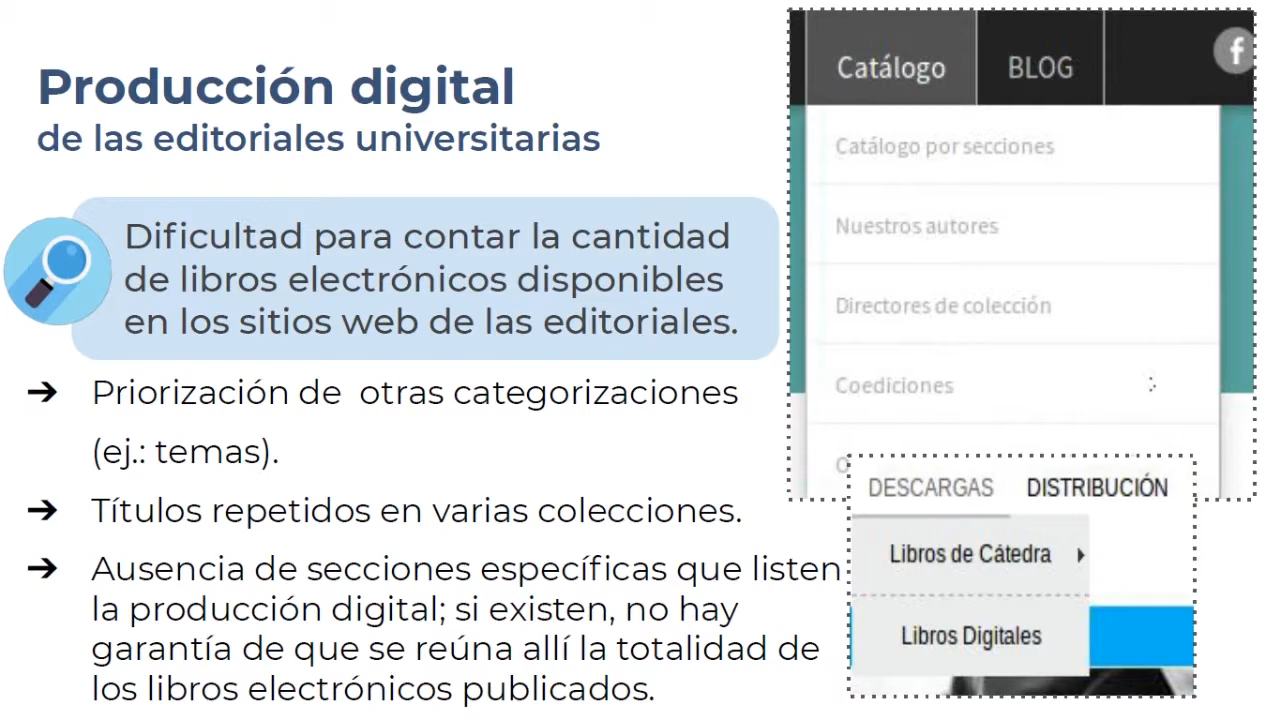 Producción digital
de las editoriales universitarias
Dificultad para contar la cantidad
de libros electrónicos disponibles
en los sitios web de las editoriales.
➔ Priorización de otras categorizaciones
(ej.: temas).
➔ Títulos repetidos en varias colecciones.
➔ Ausencia de secciones específicas que listen
la producción digital; si existen, no hay
garantía de que se reúna allí la totalidad de
los libros electrónicos publicados.
Catálogo BLOG f
Catálogo por secciones
Nuestros autores
Directores de colección
Coediciones
DESCARGAS DISTRIBUCIÓN
Libros de Cátedra
Libros Digitales